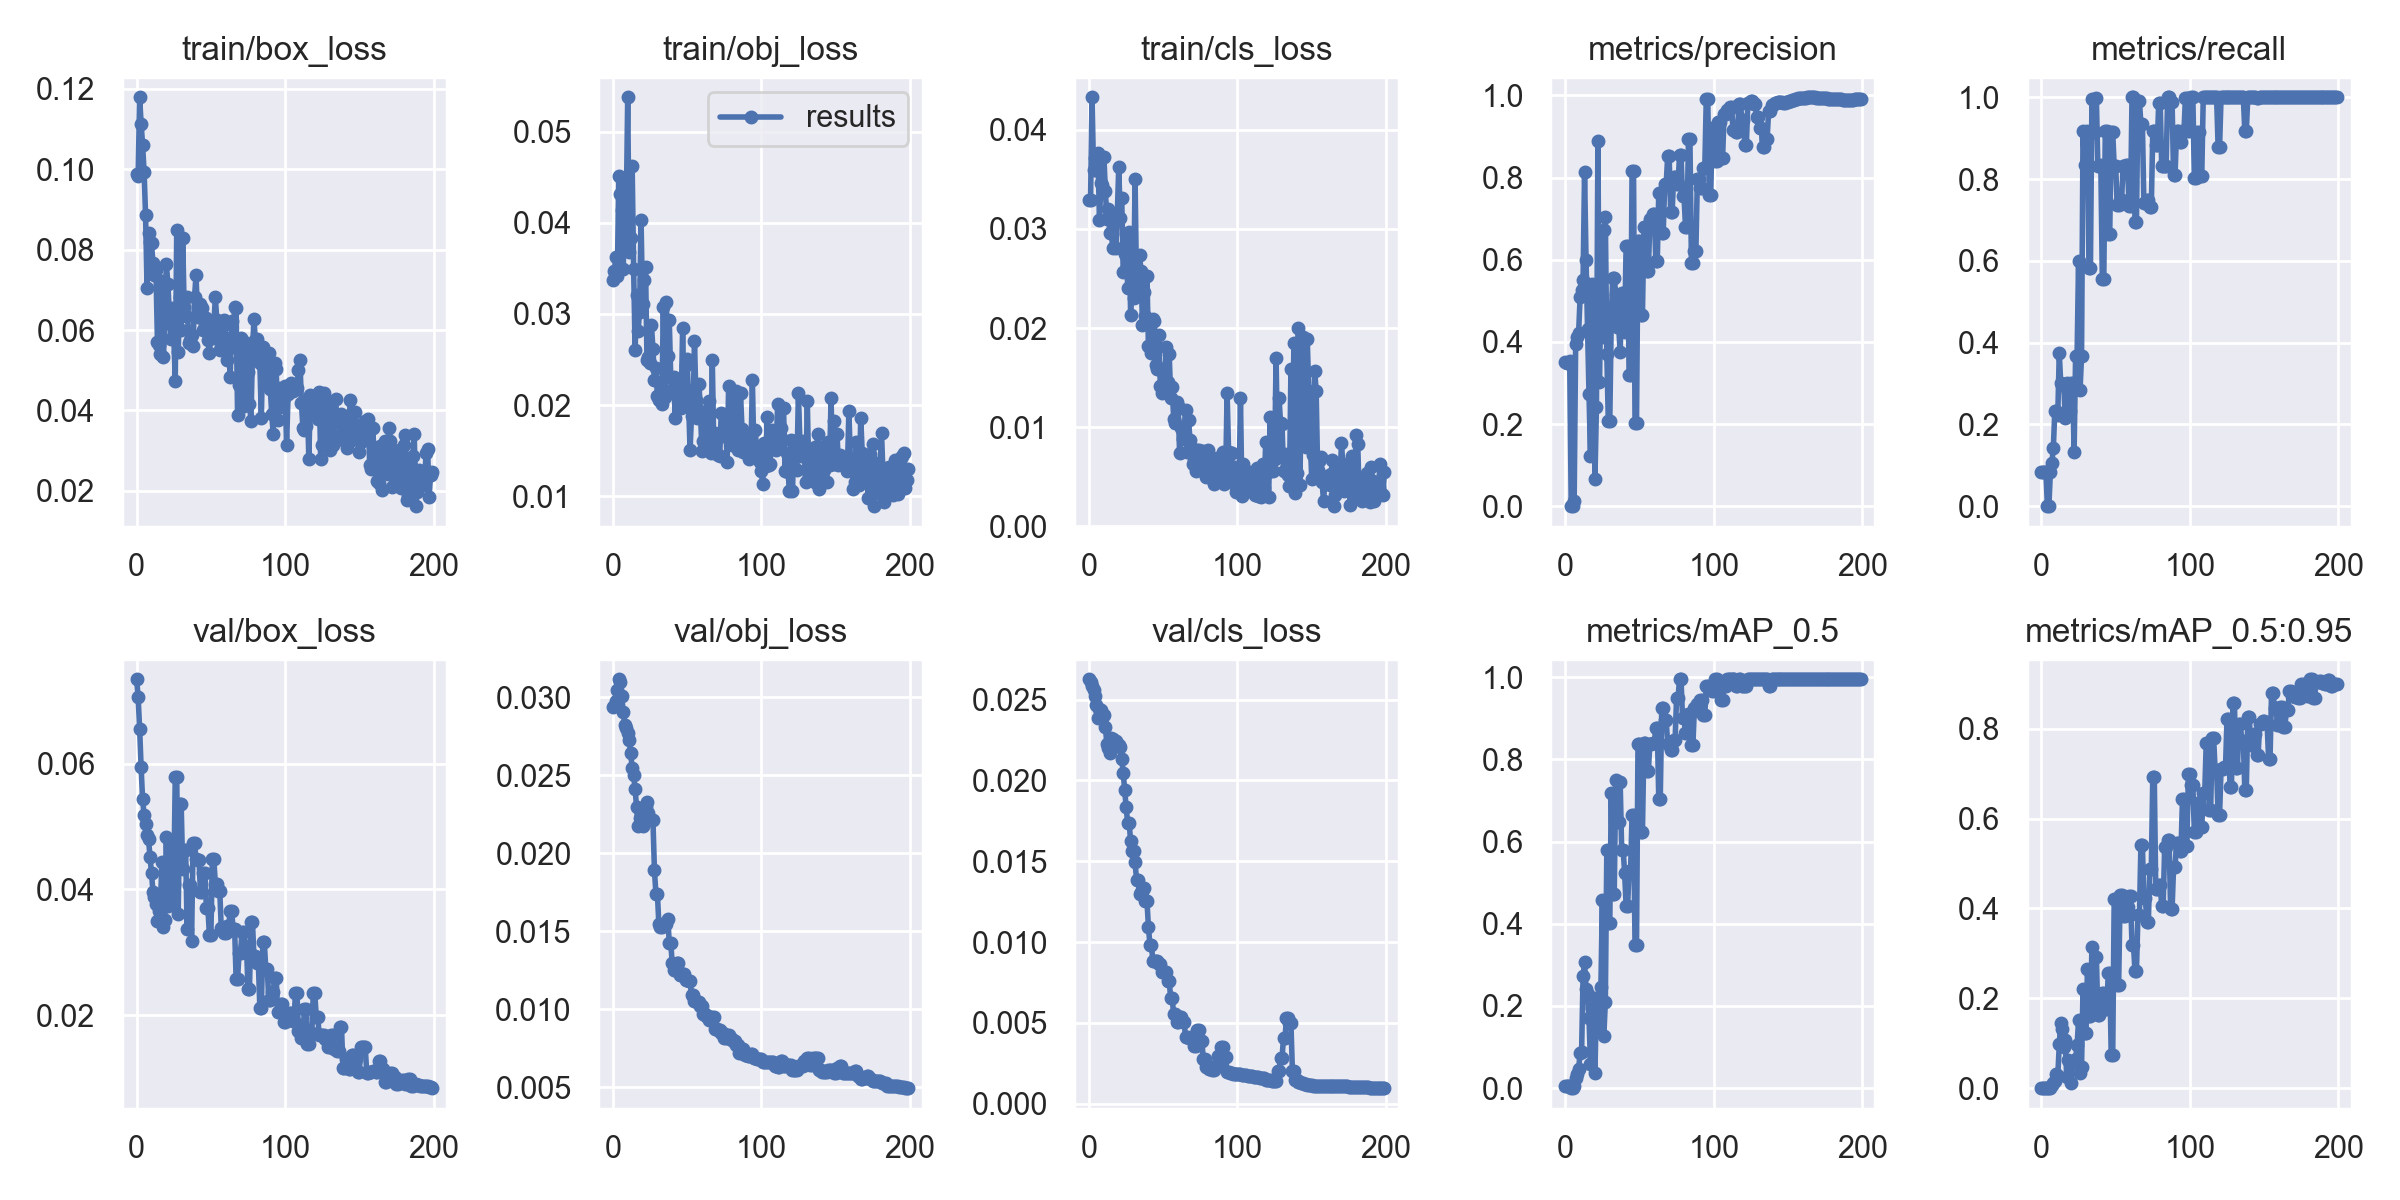 train/box_loss
0.12
0.10
0.08
0.06
0.04
0.02
0 100 200
train/obj_loss
results
0.05
0.04
0.03
0.02
0.01
0 100 200
train/cls_loss
0.04
0.03
0.02
0.01
0.00
0 100 200
metrics/precision
1.0
0.8
0.6
0.4
0.2
0.0
0 100 200
metrics/recall
1.0
0.8
0.6
0.4
0.2
0.0
0 100 200
val/box_loss
0.06
0.04
0.02
0 100 200
val/obj_loss
0.030
0.025
0.020
0.015
0.010
0.005
0 100 200
val/cls_loss
0.025
0.020
0.015
0.010
0.005
0.000
0 100 200
metrics/mAP_0.5
1.0
0.8
0.6
0.4
0.2
0.0
0 100 200
metrics/mAP_0.5:0.95
0.8
0.6
0.4
0.2
0.0
0 100 200